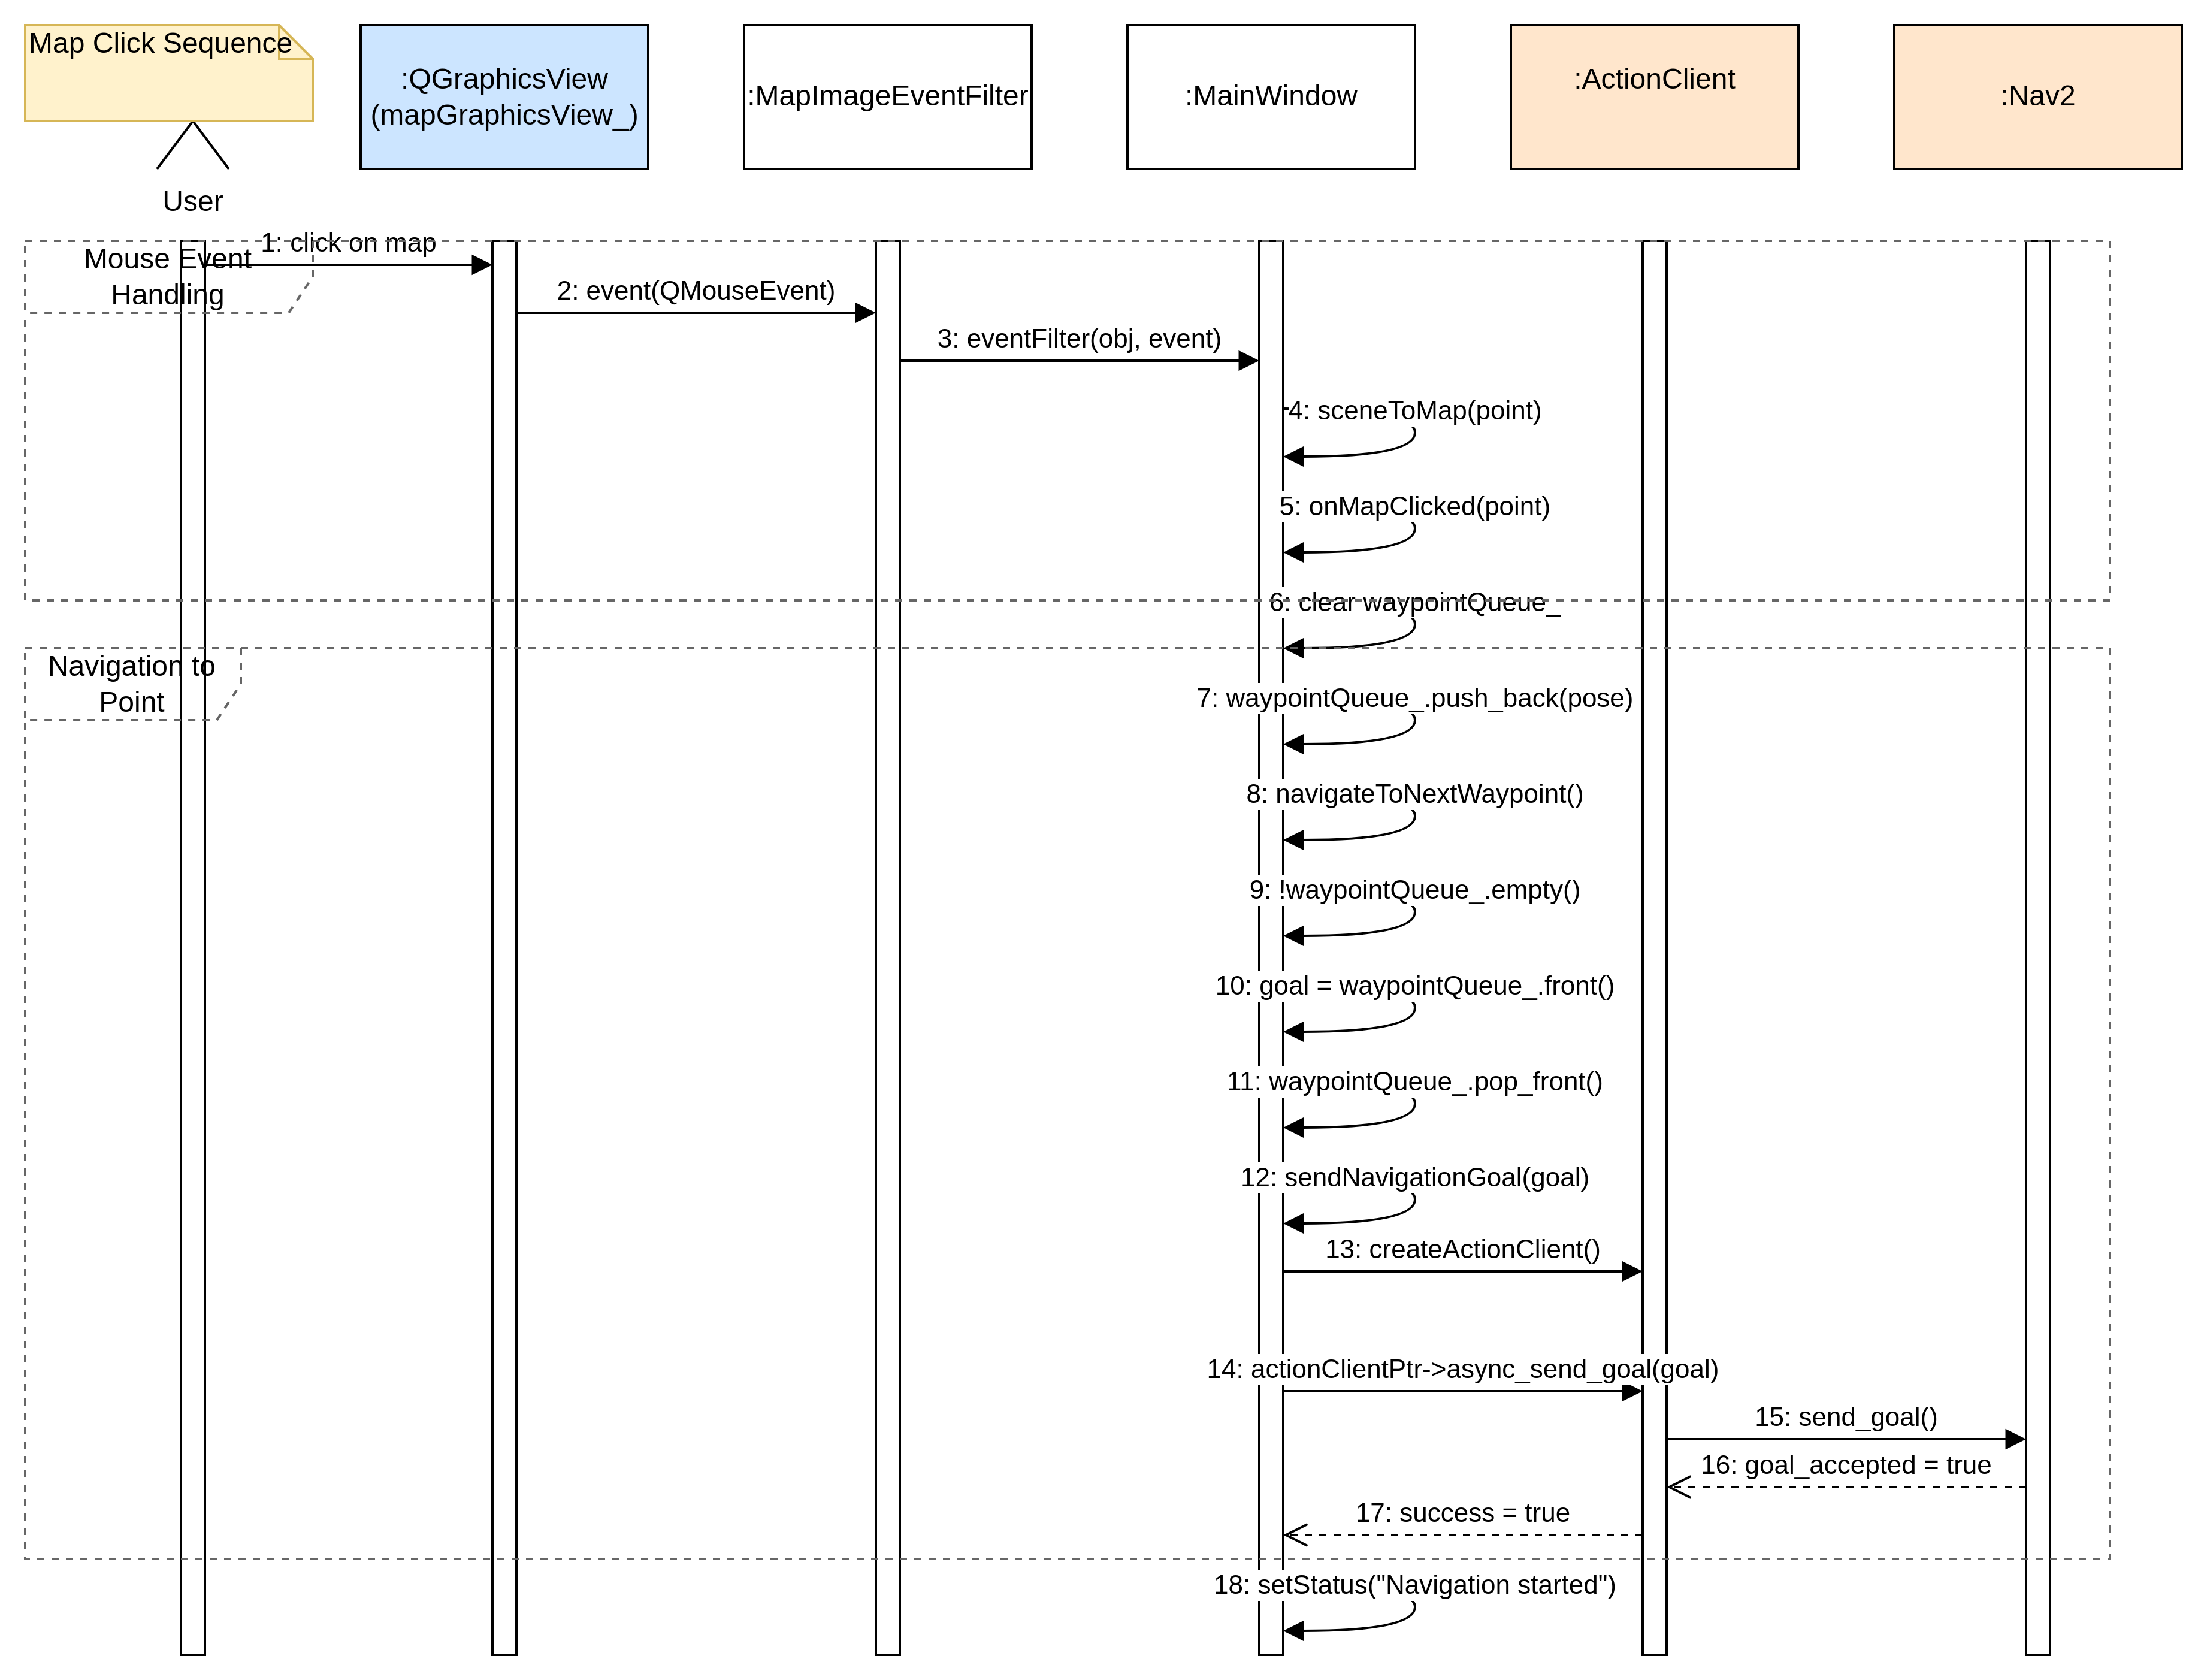 Map Click Sequence
:QGraphicsView
(mapGraphicsView_)
:MapImageEventFilter
:MainWindow
:ActionClient
:Nav2
User
Mouse Event
Handling
1: click on map
2: event(QMouseEvent)
3: eventFilter(obj, event)
4: sceneToMap(point)
5: onMapClicked(point)
6: clear waypointQueue_
Navigation to
Point
7: waypointQueue_.push_back(pose)
8: navigateToNextWaypoint()
9: !waypointQueue_.empty()
10: goal = waypointQueue_.front()
11: waypointQueue_.pop_front()
12: sendNavigationGoal(goal)
13: createActionClient()
14: actionClientPtr->async_send_goal(goal)
15: send_goal()
16: goal_accepted = true
17: success = true
18: setStatus("Navigation started")